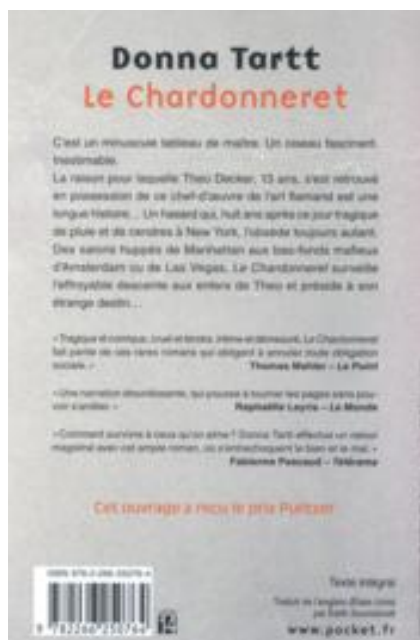 Donna Tartt
Le Chardonneret
C'est un minuscule tableau de maître. Un oiseau fascinant.
Inestimable.
La raison pour laquelle Theo Decker, 13 ans, s'est retrouvé
en possession de ce chef-d'œuvre de l'art flamand est une
longue histoire... Un hasard qui, huit ans après ce jour tragique
de pluie et de cendres à New York, l'obsède toujours autant.
Des salons huppés de Manhattan aux bas-fonds mafieux
d'Amsterdam ou de Las Vegas, Le Chardonneret surveille
l'effroyable descente aux enfers de Theo et préside à son
étrange destin...
« Tragique et comique, cruel et tendre, intime et démesuré, Le Chardonneret
fait partie de ces rares romans qui obligent à annuler toute obligation
sociale. » Thomas Mahler – Le Point
« Une narration étourdissante, qui pousse à tourner les pages sans pou-
voir s'arrêter. » Raphaëlle Leyris – Le Monde
« Comment survivre à ceux qu'on aime ? Donna Tartt effectue un retour
magistral avec cet ample roman, où s'entrechoquent le bien et le mal. »
Fabienne Pascaud – Télérama
Cet ouvrage a reçu le prix Pulitzer
Texte intégral
Traduit de l'anglais (États-Unis)
par Edith Soonckindt
www.pocket.fr